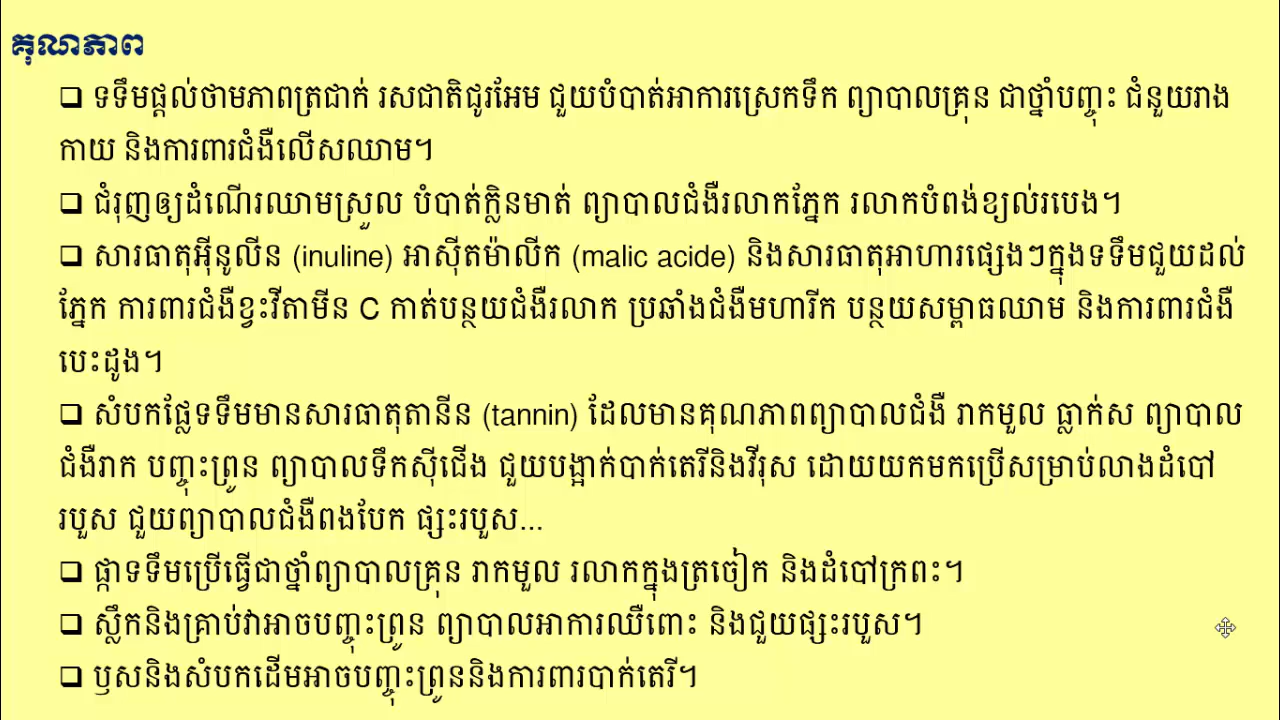 គុណភាព
❑ ទទឹមផ្តល់ថាមភាពត្រជាក់ រសជាតិជូរអែម ជួយបំបាត់អាការស្រេកទឹក ព្យាបាលគ្រុន ជាថ្នាំបញ្ចុះ ជំនួយរាង
កាយ និងការពារជំងឺលើសឈាម។
❑ ជំរុញឲ្យដំណើរឈាមស្រួល បំបាត់ក្លិនមាត់ ព្យាបាលជំងឺរលាកភ្នែក រលាកបំពង់ខ្យល់របេង។
❑ សារធាតុអ៊ីនូលីន (inuline) អាស៊ីតម៉ាលីក (malic acide) និងសារធាតុអាហារផ្សេងៗក្នុងទទឹមជួយដល់
ភ្នែក ការពារជំងឺខ្វះវីតាមីន C កាត់បន្ថយជំងឺរលាក ប្រឆាំងជំងឺមហារីក បន្ថយសម្ពាធឈាម និងការពារជំងឺ
បេះដូង។
❑ សំបកផ្លែទទឹមមានសារធាតុតានីន (tannin) ដែលមានគុណភាពព្យាបាលជំងឺ រាកមួល ធ្លាក់ស ព្យាបាល
ជំងឺរាក បញ្ចុះព្រូន ព្យាបាលទឹកស៊ីជើង ជួយបង្អាក់បាក់តេរីនិងវីរុស ដោយយកមកប្រើសម្រាប់លាងដំបៅ
របួស ជួយព្យាបាលជំងឺពងបែក ផ្សះរបួស...
❑ ផ្កាទទឹមប្រើធ្វើជាថ្នាំព្យាបាលគ្រុន រាកមួល រលាកក្នុងត្រចៀក និងដំបៅក្រពះ។
❑ ស្លឹកនិងគ្រាប់វាអាចបញ្ចុះព្រូន ព្យាបាលអាការឈឺពោះ និងជួយផ្សះរបួស។
❑ ឫសនិងសំបកដើមអាចបញ្ចុះព្រូននិងការពារបាក់តេរី។